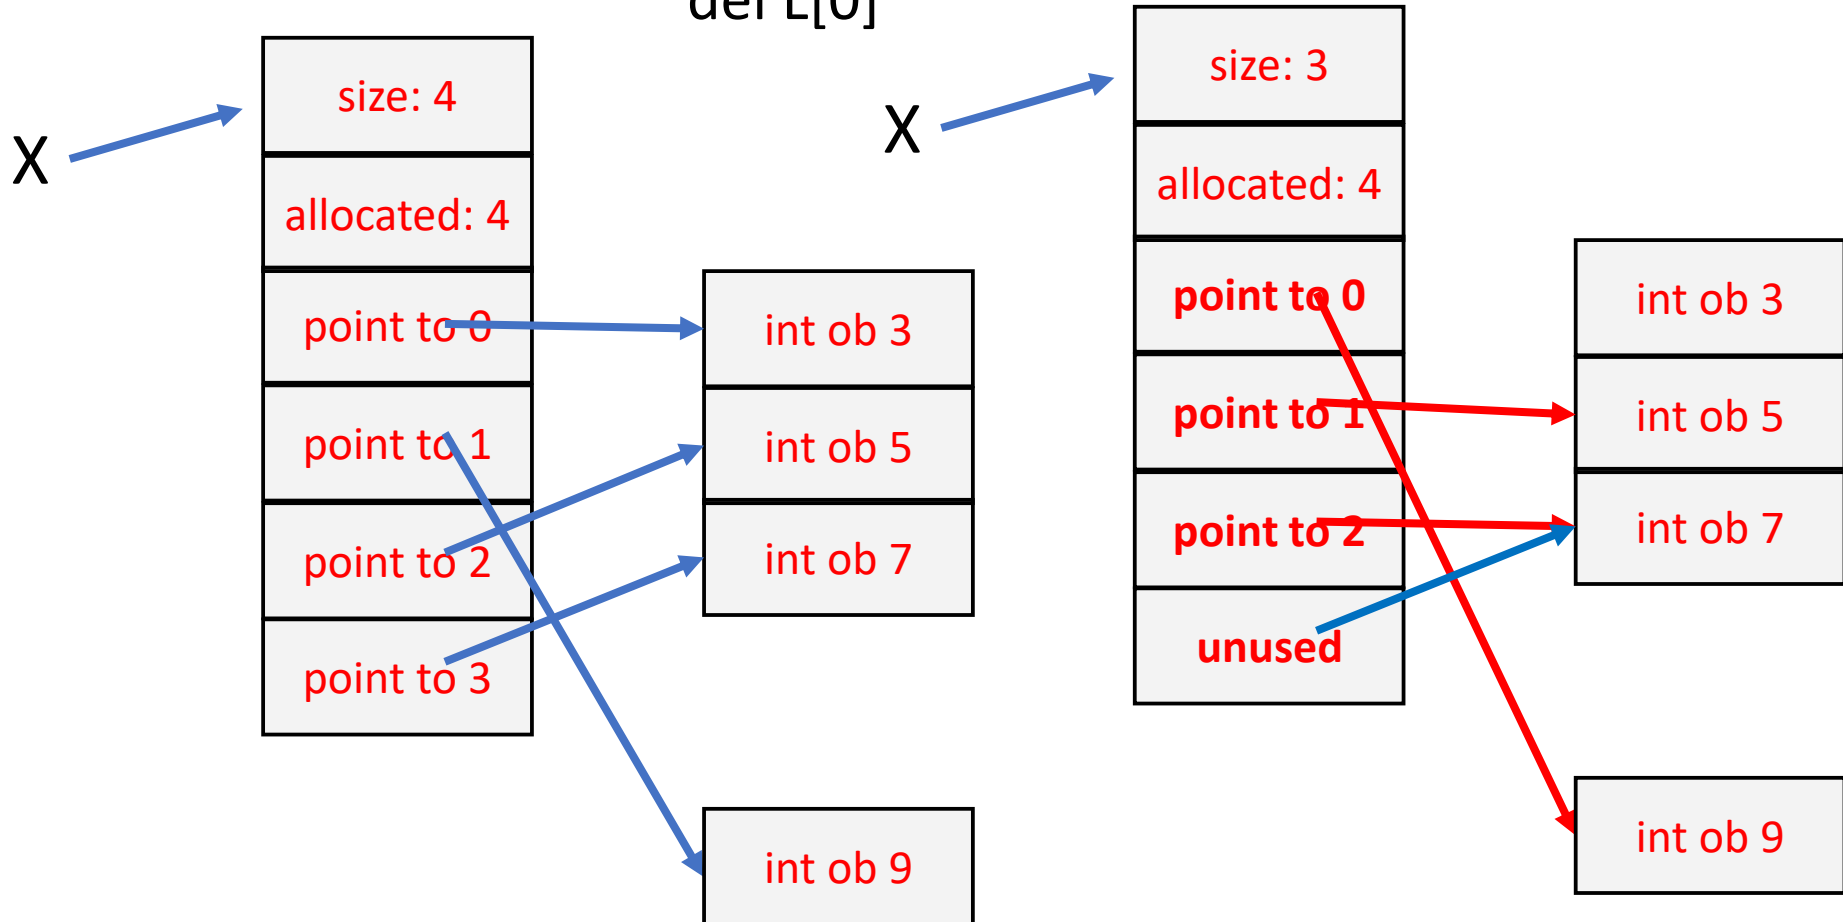 del L[0]
X
size: 4
allocated: 4
point to 0
point to 1
point to 2
point to 3
int ob 3
int ob 5
int ob 7
int ob 9
X
size: 3
allocated: 4
point to 0
point to 1
point to 2
unused
int ob 3
int ob 5
int ob 7
int ob 9